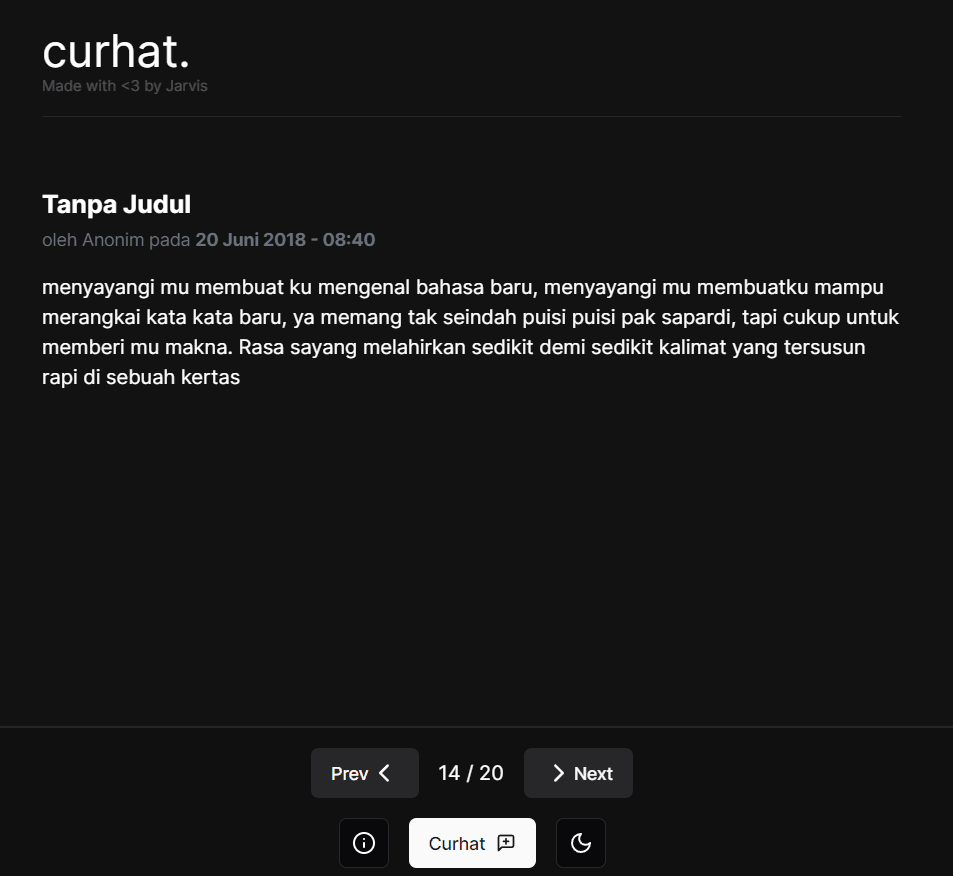 curhat.
Made with <3 by Jarvis
Tanpa Judul
oleh Anonim pada 20 Juni 2018 - 08:40
menyayangi mu membuat ku mengenal bahasa baru, menyayangi mu membuatku mampu
merangkai kata kata baru, ya memang tak seindah puisi puisi pak sapardi, tapi cukup untuk
memberi mu makna. Rasa sayang melahirkan sedikit demi sedikit kalimat yang tersusun
rapi di sebuah kertas
Prev 14 / 20 Next
Curhat